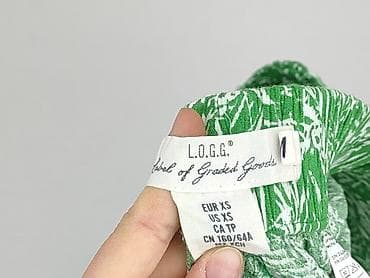 L.O.G.G.®
Label of Graded Goods
EUR XS
US XS
CA TP
CN 160/64A